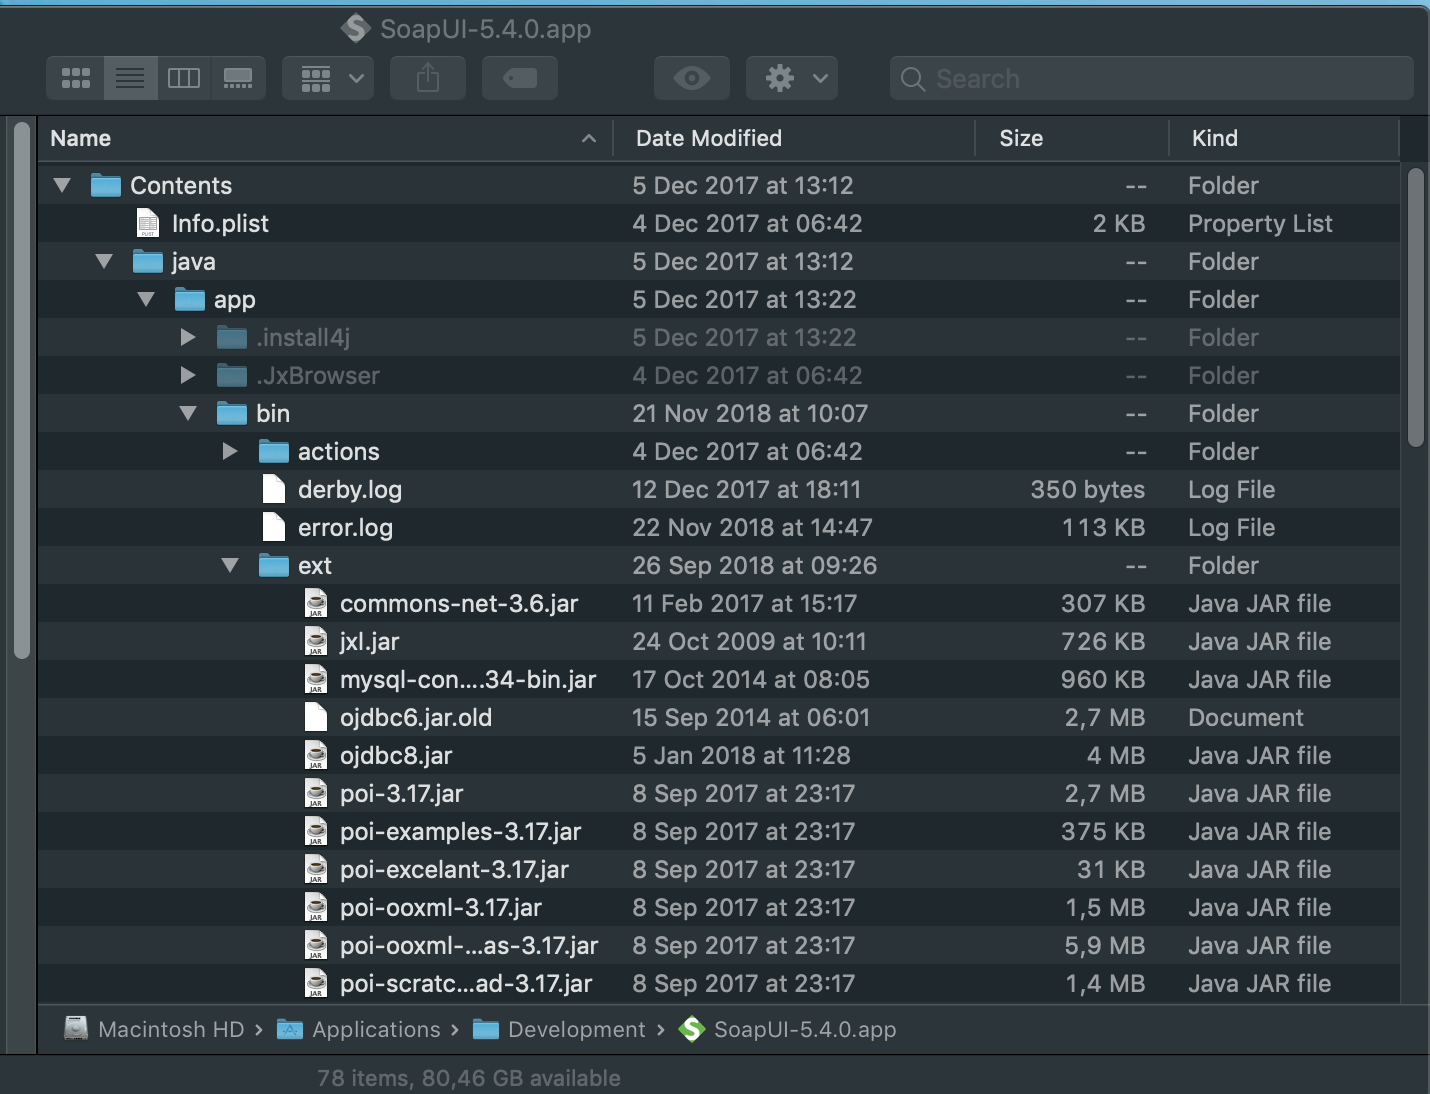 SoapUI-5.4.0.app
Search
Name Date Modified Size Kind
Contents 5 Dec 2017 at 13:12 -- Folder
Info.plist 4 Dec 2017 at 06:42 2 KB Property List
java 5 Dec 2017 at 13:12 -- Folder
app 5 Dec 2017 at 13:22 -- Folder
.install4j 5 Dec 2017 at 13:22 -- Folder
.JxBrowser 4 Dec 2017 at 06:42 -- Folder
bin 21 Nov 2018 at 10:07 -- Folder
actions 4 Dec 2017 at 06:42 -- Folder
derby.log 12 Dec 2017 at 18:11 350 bytes Log File
error.log 22 Nov 2018 at 14:47 113 KB Log File
ext 26 Sep 2018 at 09:26 -- Folder
commons-net-3.6.jar 11 Feb 2017 at 15:17 307 KB Java JAR file
jxl.jar 24 Oct 2009 at 10:11 726 KB Java JAR file
mysql-con....34-bin.jar 17 Oct 2014 at 08:05 960 KB Java JAR file
ojdbc6.jar.old 15 Sep 2014 at 06:01 2,7 MB Document
ojdbc8.jar 5 Jan 2018 at 11:28 4 MB Java JAR file
poi-3.17.jar 8 Sep 2017 at 23:17 2,7 MB Java JAR file
poi-examples-3.17.jar 8 Sep 2017 at 23:17 375 KB Java JAR file
poi-excelant-3.17.jar 8 Sep 2017 at 23:17 31 KB Java JAR file
poi-ooxml-3.17.jar 8 Sep 2017 at 23:17 1,5 MB Java JAR file
poi-ooxml-...as-3.17.jar 8 Sep 2017 at 23:17 5,9 MB Java JAR file
poi-scratc...ad-3.17.jar 8 Sep 2017 at 23:17 1,4 MB Java JAR file
Macintosh HD › Applications › Development › SoapUI-5.4.0.app
78 items, 80,46 GB available